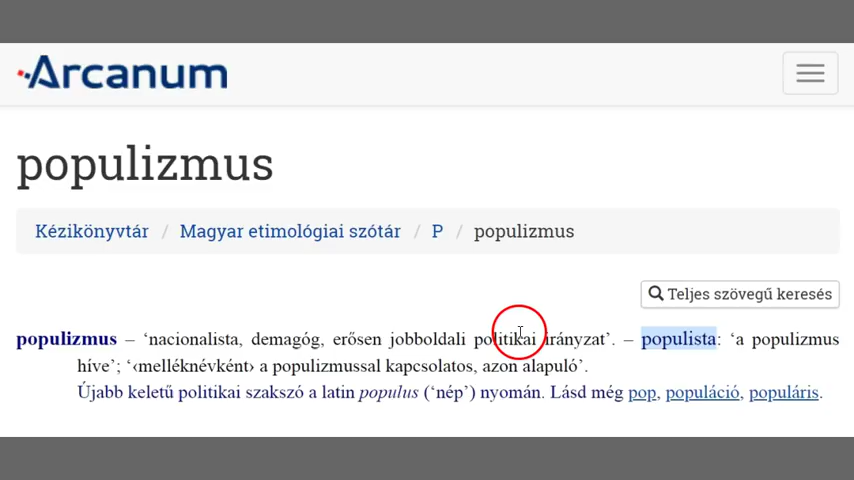 Arcanum
populizmus
Kézikönyvtár / Magyar etimológiai szótár / P / populizmus
Teljes szövegű keresés
populizmus – ‘nacionalista, demagóg, erősen jobboldali politikai irányzat’. – populista: ‘a populizmus
híve’; ‘‹melléknévként› a populizmussal kapcsolatos, azon alapuló’.
Újabb keletű politikai szakszó a latin populus (‘nép’) nyomán. Lásd még pop, populáció, populáris.